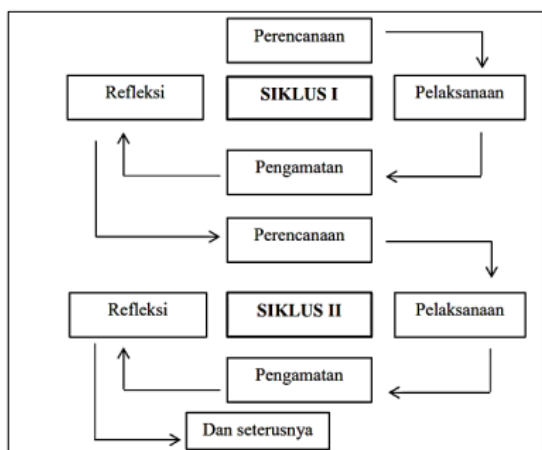 Perencanaan
Refleksi
SIKLUS I
Pelaksanaan
Pengamatan
Perencanaan
Refleksi
SIKLUS II
Pelaksanaan
Pengamatan
Dan seterusnya